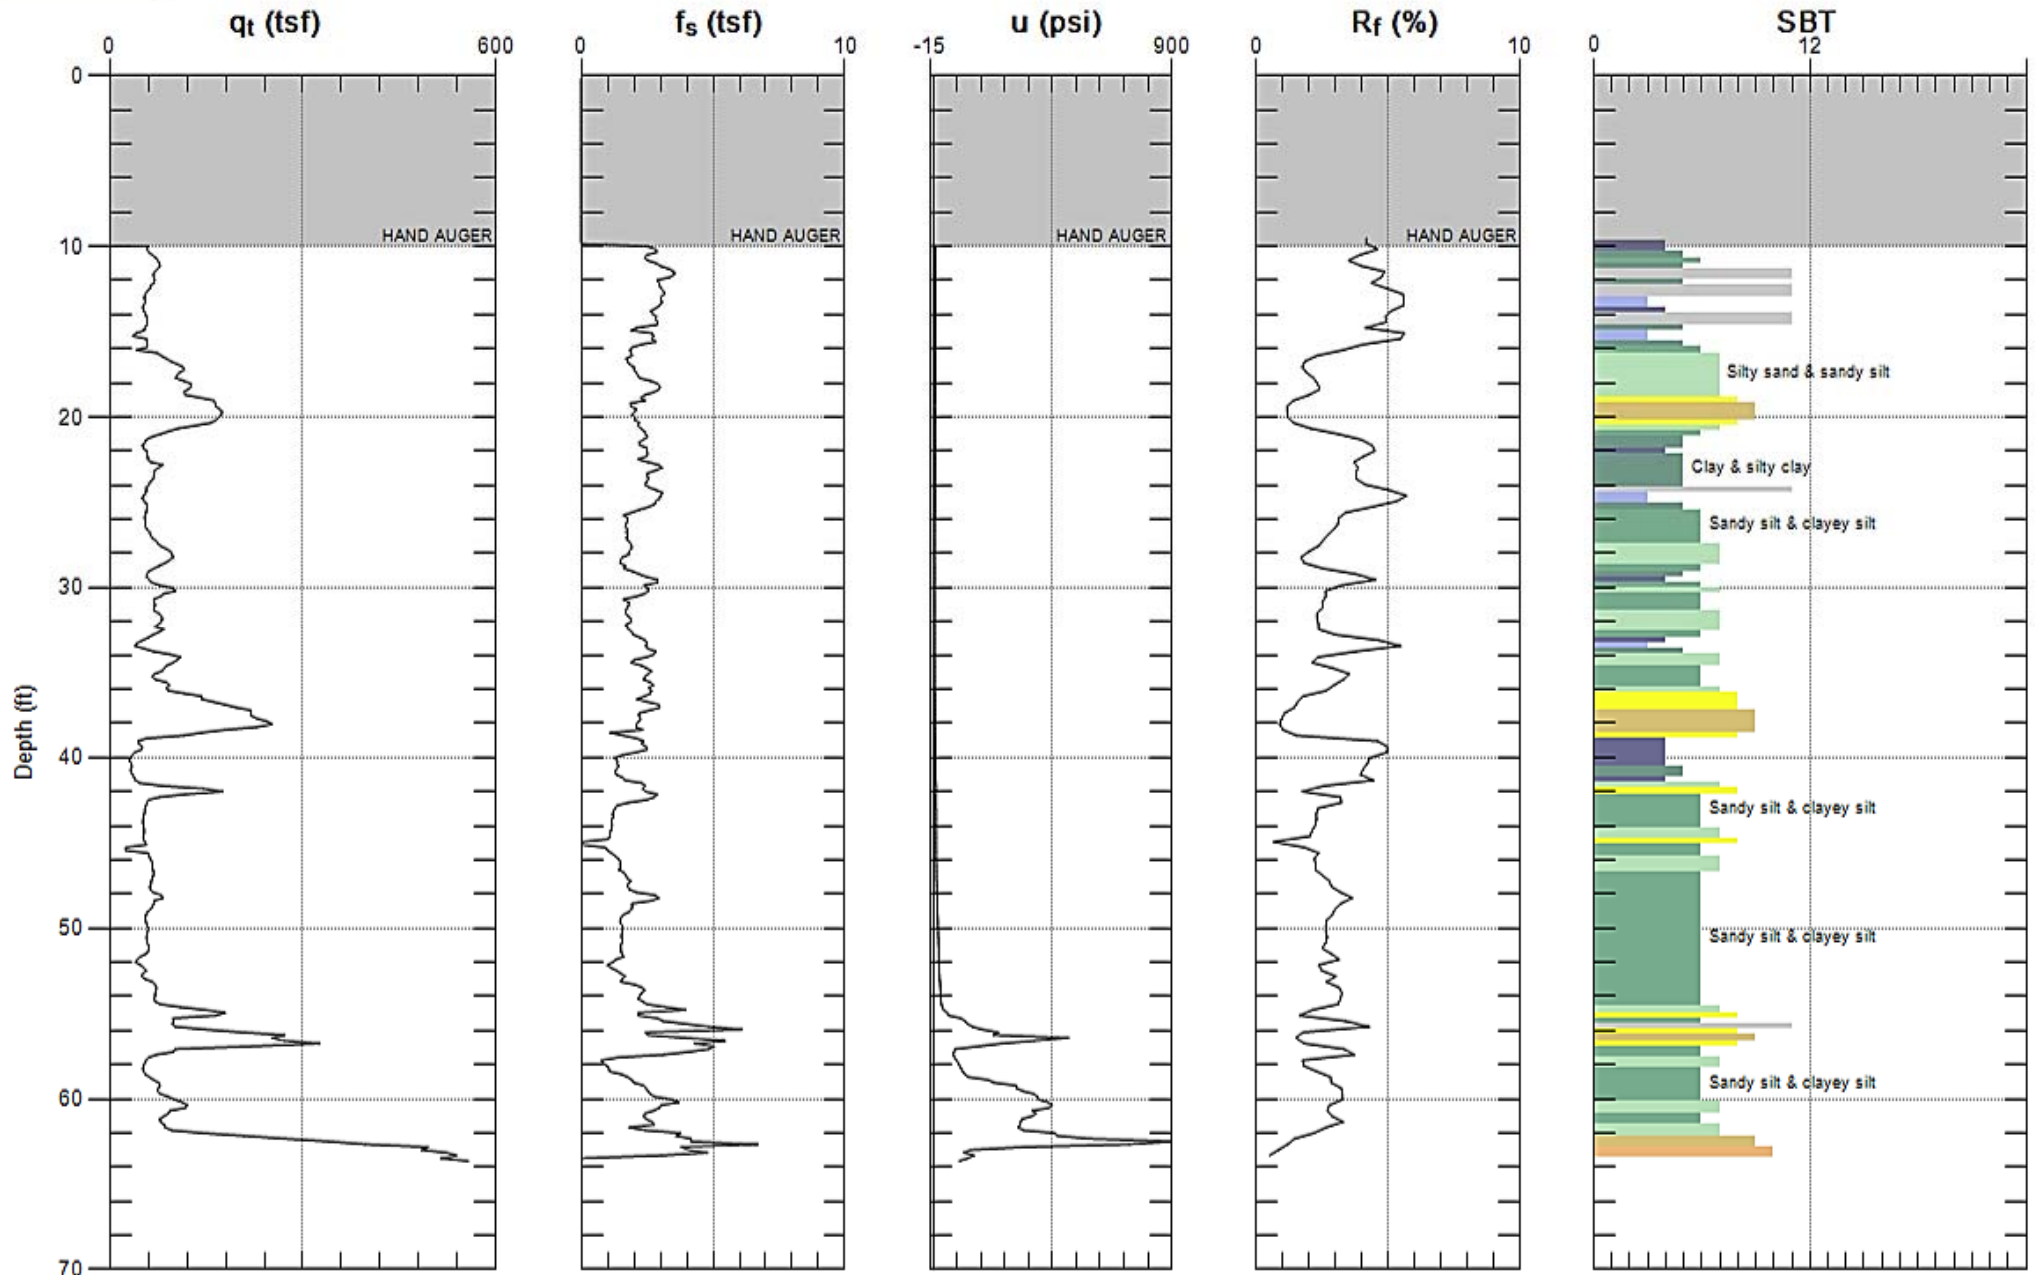 qt (tsf)
fs (tsf)
u (psi)
Rf (%)
SBT
0 600
0 10
-15 900
0 10
0 12
0
HAND AUGER
HAND AUGER
HAND AUGER
HAND AUGER
10
Silty sand & sandy silt
20
Clay & silty clay
Sandy silt & clayey silt
30
Depth (ft)
40
Sandy silt & clayey silt
50
Sandy silt & clayey silt
Sandy silt & clayey silt
60
70